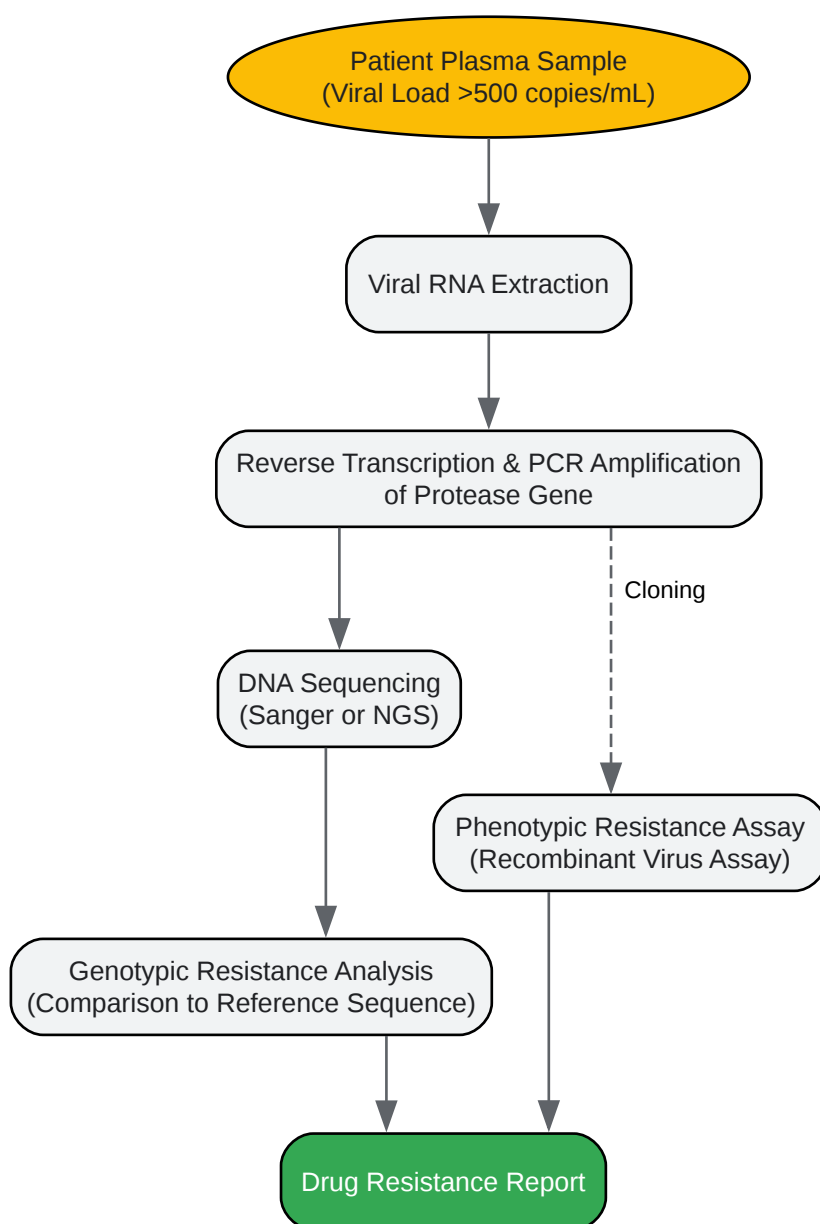 Patient Plasma Sample
(Viral Load >500 copies/mL)
Viral RNA Extraction
Reverse Transcription & PCR Amplification
of Protease Gene
Cloning
DNA Sequencing
(Sanger or NGS)
Phenotypic Resistance Assay
(Recombinant Virus Assay)
Genotypic Resistance Analysis
(Comparison to Reference Sequence)
Drug Resistance Report